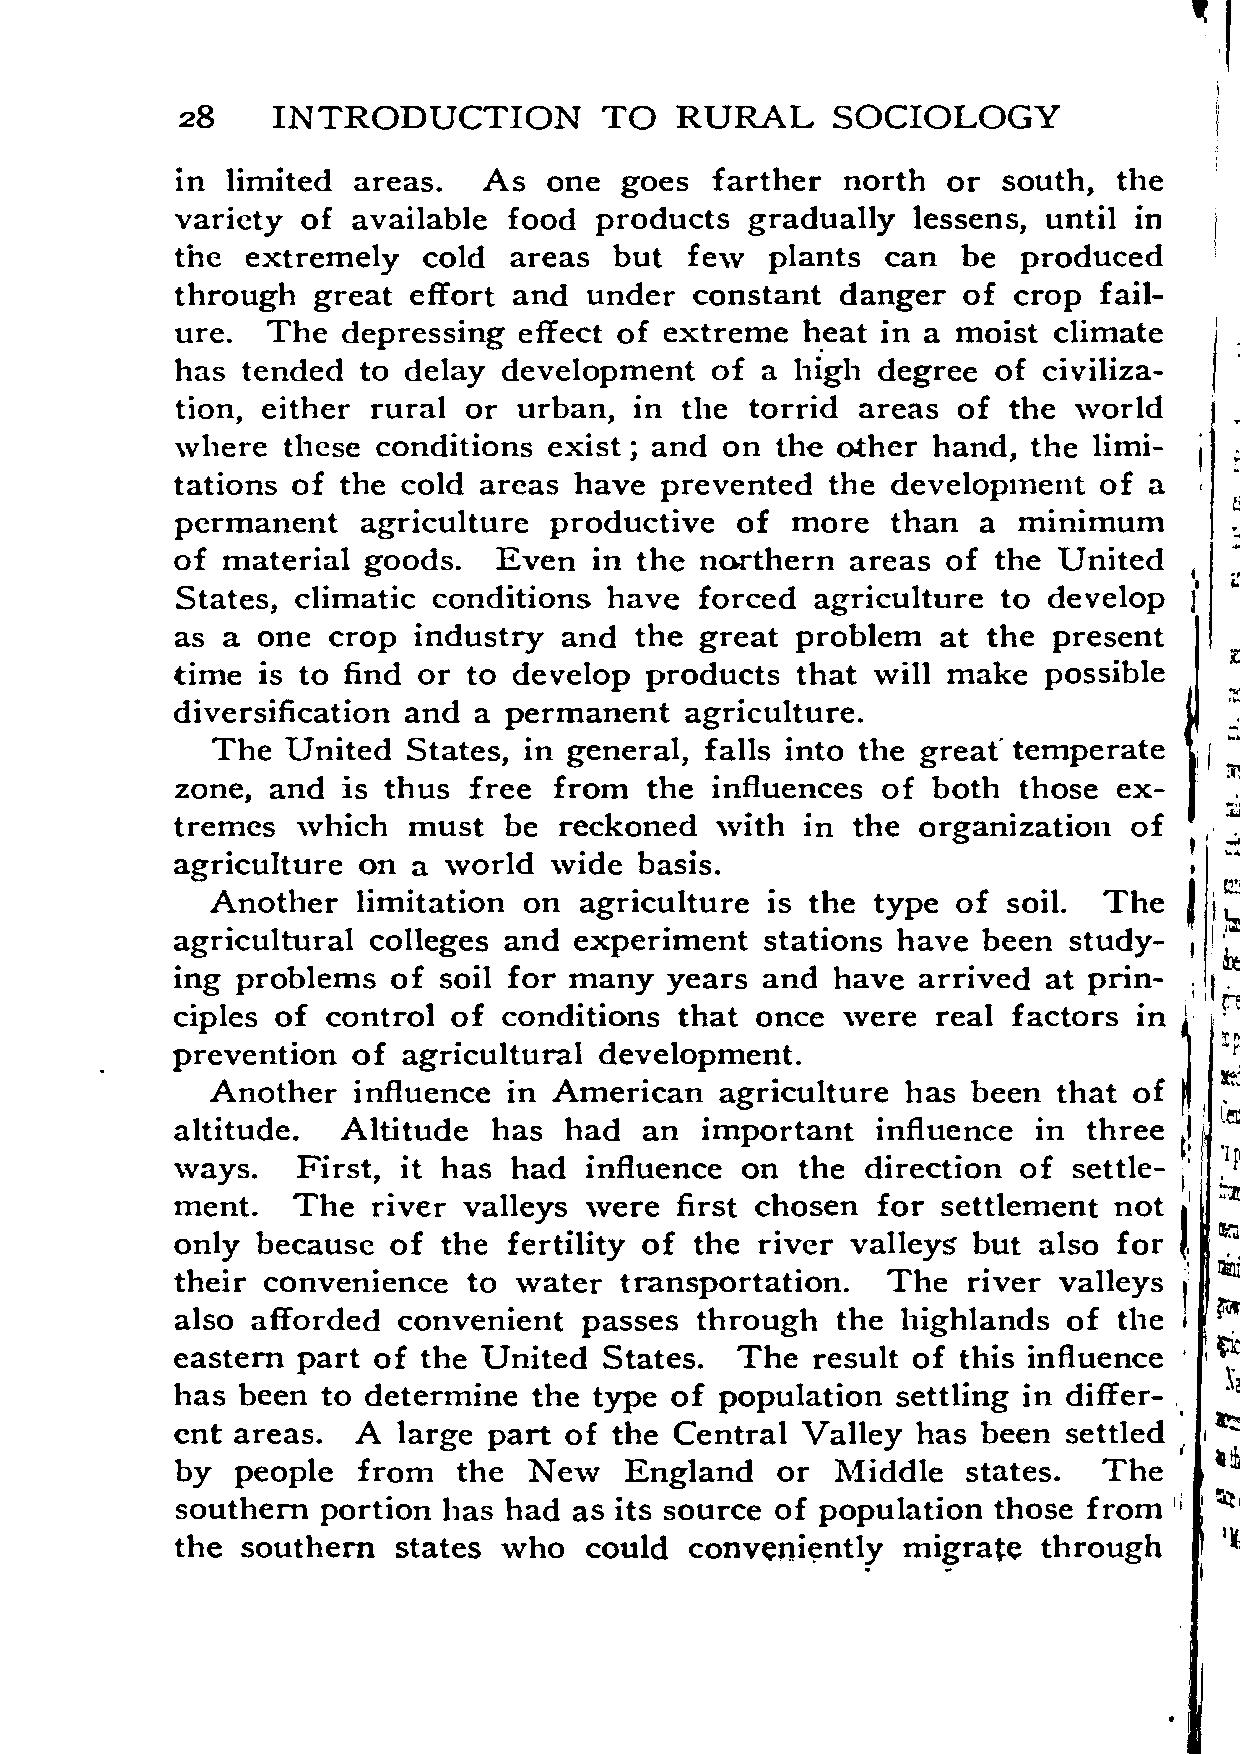 28 INTRODUCTION TO RURAL SOCIOLOGY
in limited areas. As one goes farther north or south, the
variety of available food products gradually lessens, until in
the extremely cold areas but few plants can be produced
through great effort and under constant danger of crop fail-
ure. The depressing effect of extreme heat in a moist climate
has tended to delay development of a high degree of civiliza-
tion, either rural or urban, in the torrid areas of the world
where these conditions exist; and on the other hand, the limi-
tations of the cold areas have prevented the development of a
permanent agriculture productive of more than a minimum
of material goods. Even in the northern areas of the United
States, climatic conditions have forced agriculture to develop
as a one crop industry and the great problem at the present
time is to find or to develop products that will make possible
diversification and a permanent agriculture.
The United States, in general, falls into the great temperate
zone, and is thus free from the influences of both those ex-
tremes which must be reckoned with in the organization of
agriculture on a world wide basis.
Another limitation on agriculture is the type of soil. The
agricultural colleges and experiment stations have been study-
ing problems of soil for many years and have arrived at prin-
ciples of control of conditions that once were real factors in
prevention of agricultural development.
Another influence in American agriculture has been that of
altitude. Altitude has had an important influence in three
ways. First, it has had influence on the direction of settle-
ment. The river valleys were first chosen for settlement not
only because of the fertility of the river valleys but also for
their convenience to water transportation. The river valleys
also afforded convenient passes through the highlands of the
eastern part of the United States. The result of this influence
has been to determine the type of population settling in differ-
ent areas. A large part of the Central Valley has been settled
by people from the New England or Middle states. The
southern portion has had as its source of population those from
the southern states who could conveniently migrate through